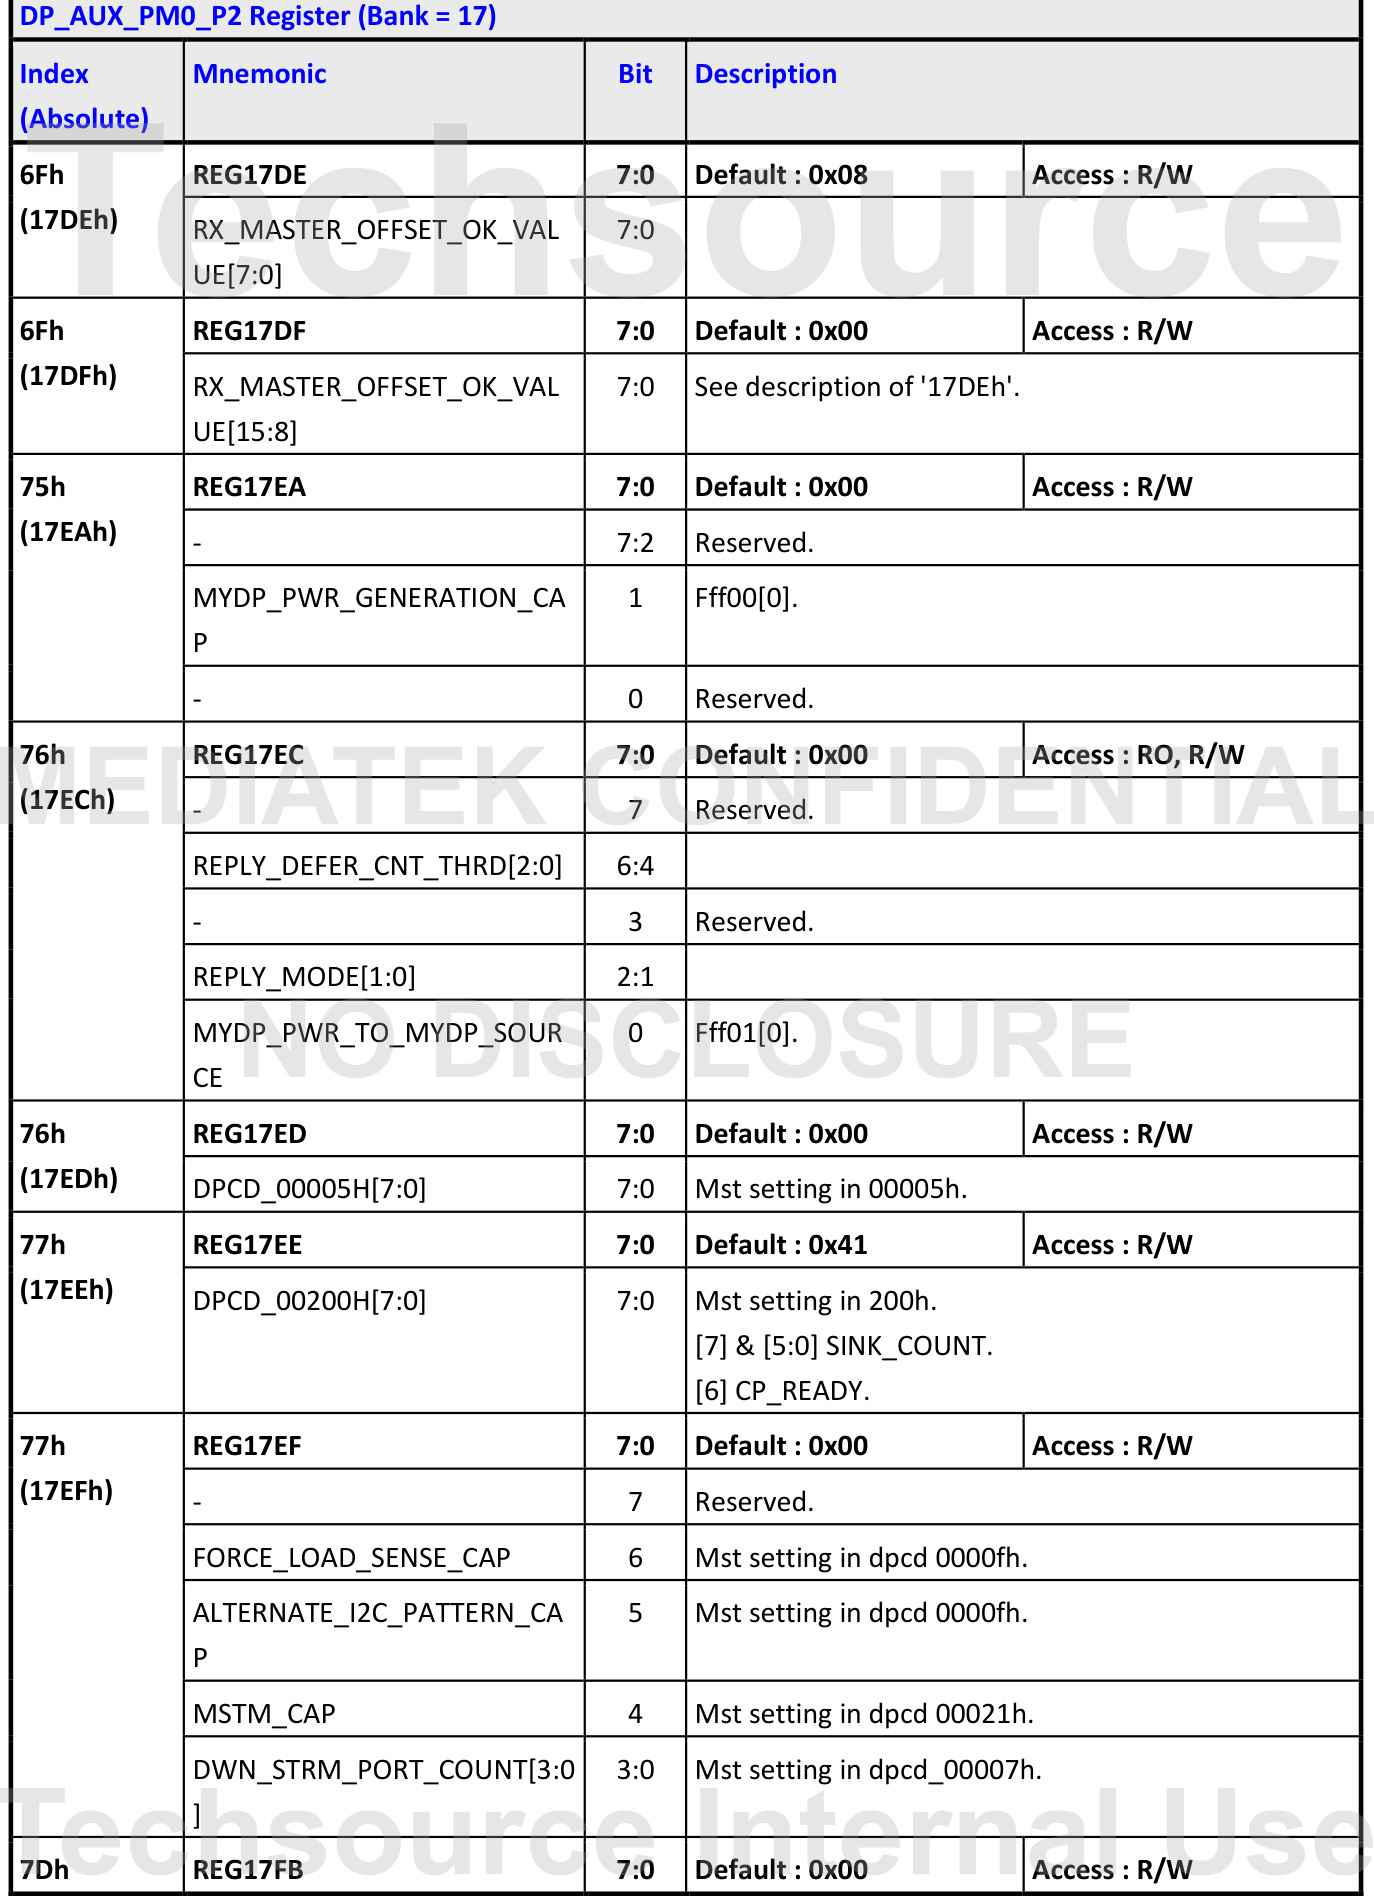 DP_AUX_PM0_P2 Register (Bank = 17)
Index
(Absolute)
Mnemonic
Bit
Description
6Fh
(17DEh)
REG17DE
7:0
Default : 0x08
Access : R/W
RX_MASTER_OFFSET_OK_VAL
UE[7:0]
7:0
Techsource
6Fh
(17DFh)
REG17DF
7:0
Default : 0x00
Access : R/W
RX_MASTER_OFFSET_OK_VAL
UE[15:8]
7:0
See description of '17DEh'.
75h
(17EAh)
REG17EA
7:0
Default : 0x00
Access : R/W
-
7:2
Reserved.
MYDP_PWR_GENERATION_CA
P
1
Fff00[0].
-
0
Reserved.
76h
(17ECh)
REG17EC
7:0
Default : 0x00
Access : RO, R/W
MEDIATEK CONFIDENTIAL
-
7
Reserved.
REPLY_DEFER_CNT_THRD[2:0]
6:4
-
3
Reserved.
REPLY_MODE[1:0]
2:1
MYDP_PWR_TO_MYDP_SOUR
CE
0
Fff01[0].
NO DISCLOSURE
76h
(17EDh)
REG17ED
7:0
Default : 0x00
Access : R/W
DPCD_00005H[7:0]
7:0
Mst setting in 00005h.
77h
(17EEh)
REG17EE
7:0
Default : 0x41
Access : R/W
DPCD_00200H[7:0]
7:0
Mst setting in 200h.
[7] & [5:0] SINK_COUNT.
[6] CP_READY.
77h
(17EFh)
REG17EF
7:0
Default : 0x00
Access : R/W
-
7
Reserved.
FORCE_LOAD_SENSE_CAP
6
Mst setting in dpcd 0000fh.
ALTERNATE_I2C_PATTERN_CA
P
5
Mst setting in dpcd 0000fh.
MSTM_CAP
4
Mst setting in dpcd 00021h.
DWN_STRM_PORT_COUNT[3:0
]
3:0
Mst setting in dpcd_00007h.
Techsource Internal Use
7Dh
REG17FB
7:0
Default : 0x00
Access : R/W